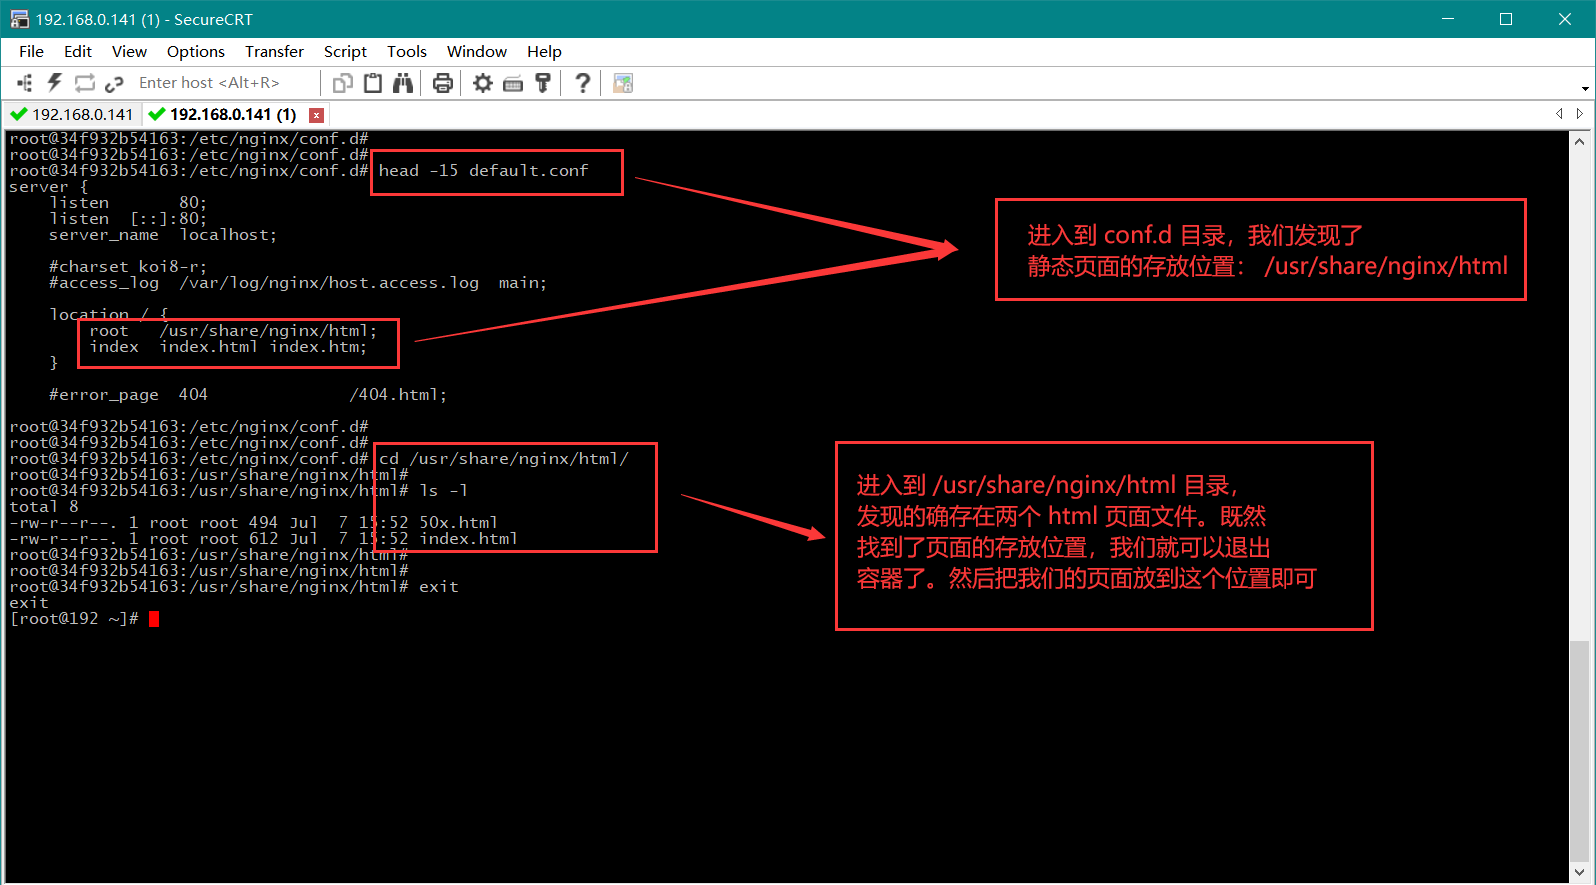 192.168.0.141 (1) - SecureCRT
File Edit View Options Transfer Script Tools Window Help
Enter host <Alt+R>
192.168.0.141 192.168.0.141 (1)
root@34f932b54163:/etc/nginx/conf.d#
root@34f932b54163:/etc/nginx/conf.d#
root@34f932b54163:/etc/nginx/conf.d# head -15 default.conf
server {
    listen       80;
    listen  [::]:80;
    server_name  localhost;
    #charset koi8-r;
    #access_log  /var/log/nginx/host.access.log  main;
    location / {
        root   /usr/share/nginx/html;
        index  index.html index.htm;
    }
    #error_page  404              /404.html;
root@34f932b54163:/etc/nginx/conf.d#
root@34f932b54163:/etc/nginx/conf.d#
root@34f932b54163:/etc/nginx/conf.d# cd /usr/share/nginx/html/
root@34f932b54163:/usr/share/nginx/html#
root@34f932b54163:/usr/share/nginx/html# ls -l
total 8
-rw-r--r--. 1 root root 494 Jul  7 15:52 50x.html
-rw-r--r--. 1 root root 612 Jul  7 15:52 index.html
root@34f932b54163:/usr/share/nginx/html#
root@34f932b54163:/usr/share/nginx/html#
root@34f932b54163:/usr/share/nginx/html# exit
exit
[root@192 ~]#
进入到 conf.d 目录，我们发现了
静态页面的存放位置： /usr/share/nginx/html
进入到 /usr/share/nginx/html 目录，
发现的确存在两个 html 页面文件。既然
找到了页面的存放位置，我们就可以退出
容器了。然后把我们的页面放到这个位置即可